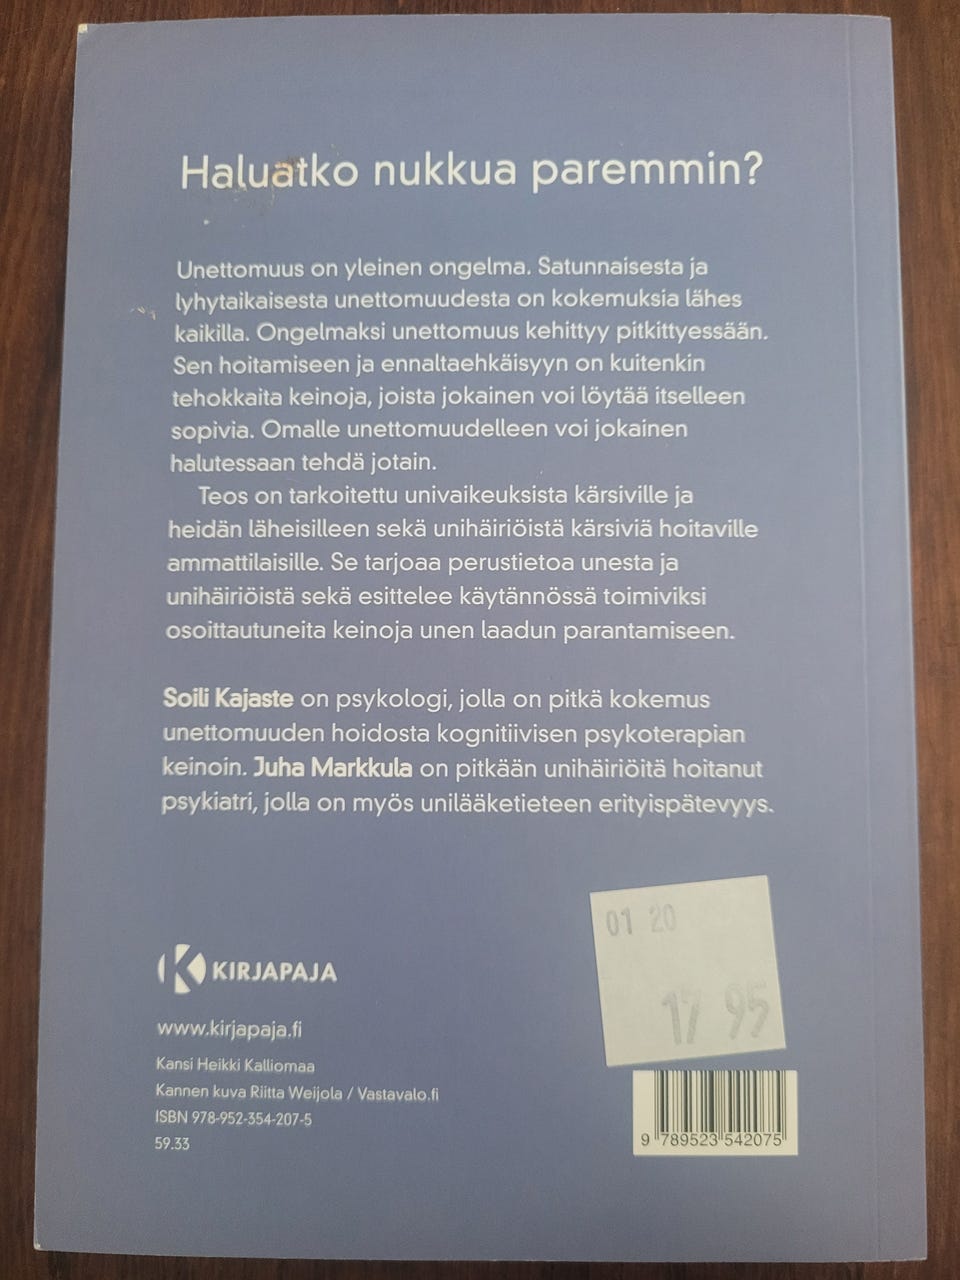 Haluatko nukkua paremmin?
Unettomuus on yleinen ongelma. Satunnaisesta ja
lyhytaikaisesta unettomuudesta on kokemuksia lähes
kaikilla. Ongelmaksi unettomuus kehittyy pitkittyessään.
Sen hoitamiseen ja ennaltaehkäisyyn on kuitenkin
tehokkaita keinoja, joista jokainen voi löytää itselleen
sopivia. Omalle unettomuudelleen voi jokainen
halutessaan tehdä jotain.
Teos on tarkoitettu univaikeuksista kärsiville ja
heidän läheisilleen sekä unihäiriöistä kärsiviä hoitaville
ammattilaisille. Se tarjoaa perustietoa unesta ja
unihäiriöistä sekä esittelee käytännössä toimiviksi
osoittautuneita keinoja unen laadun parantamiseen.
Soili Kajaste on psykologi, jolla on pitkä kokemus
unettomuuden hoidosta kognitiivisen psykoterapian
keinoin. Juha Markkula on pitkään unihäiriöitä hoitanut
psykiatri, jolla on myös unilääketieteen erityispätevyys.
01 20
17 95
K KIRJAPAJA
www.kirjapaja.fi
Kansi Heikki Kalliomaa
Kannen kuva Riitta Weijola / Vastavalo.fi
ISBN 978-952-354-207-5
59.33
9 789523 542075